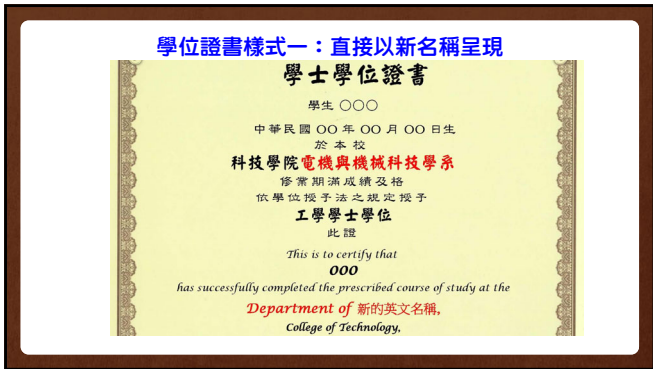 學位證書樣式一：直接以新名稱呈現
學士學位證書
學生 ○○○
中華民國 OO 年 OO 月 OO 日生
於本校
科技學院電機與機械科技學系
修業期滿成績及格
依學位授予法之規定授予
工學學士學位
此證
This is to certify that
OOO
has successfully completed the prescribed course of study at the
Department of 新的英文名稱,
College of Technology,